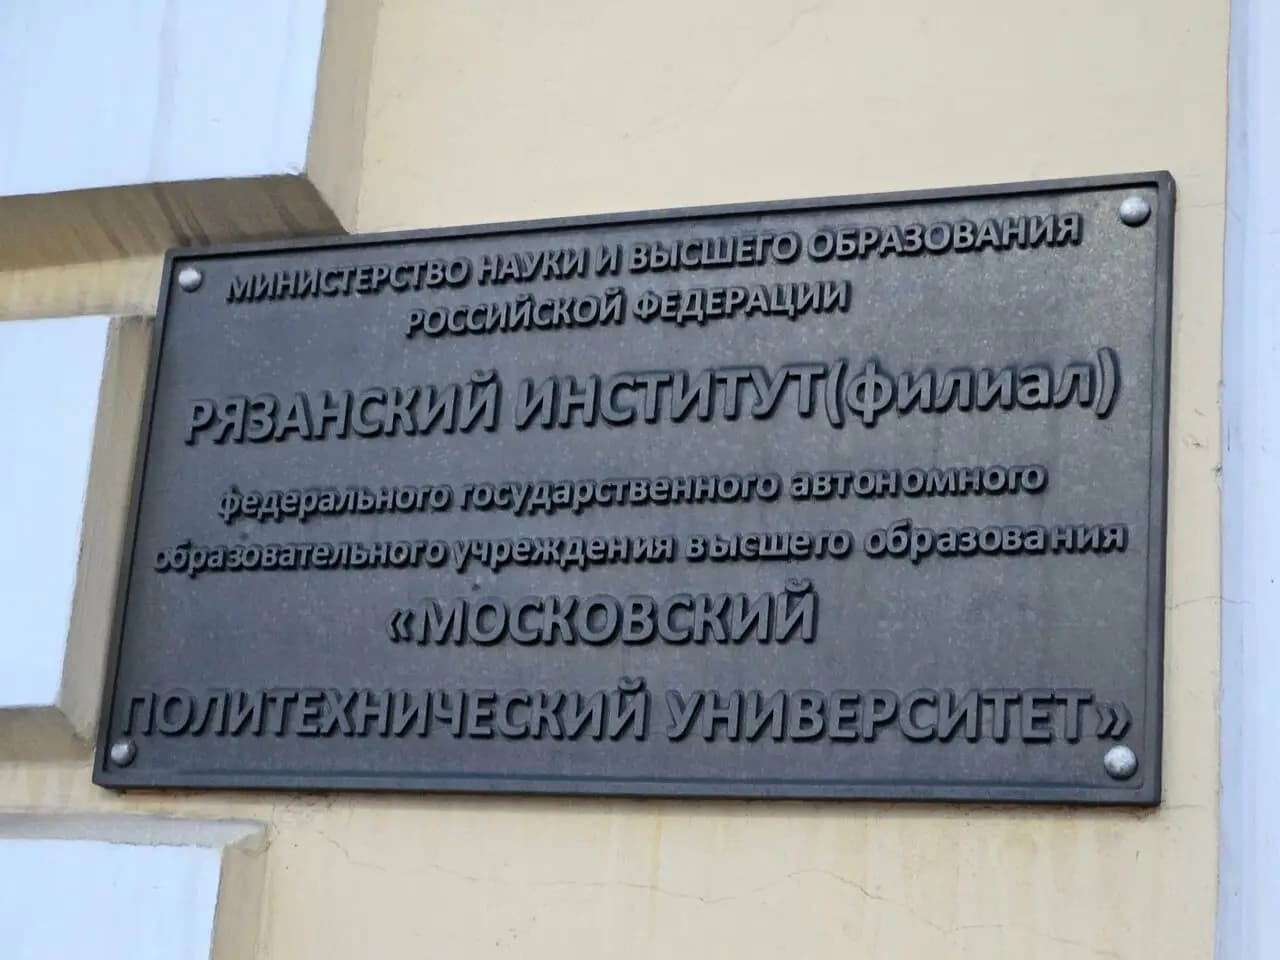 МИНИСТЕРСТВО НАУКИ И ВЫСШЕГО ОБРАЗОВАНИЯ
РОССИЙСКОЙ ФЕДЕРАЦИИ
РЯЗАНСКИЙ ИНСТИТУТ(филиал)
федерального государственного автономного
образовательного учреждения высшего образования
«МОСКОВСКИЙ
ПОЛИТЕХНИЧЕСКИЙ УНИВЕРСИТЕТ»